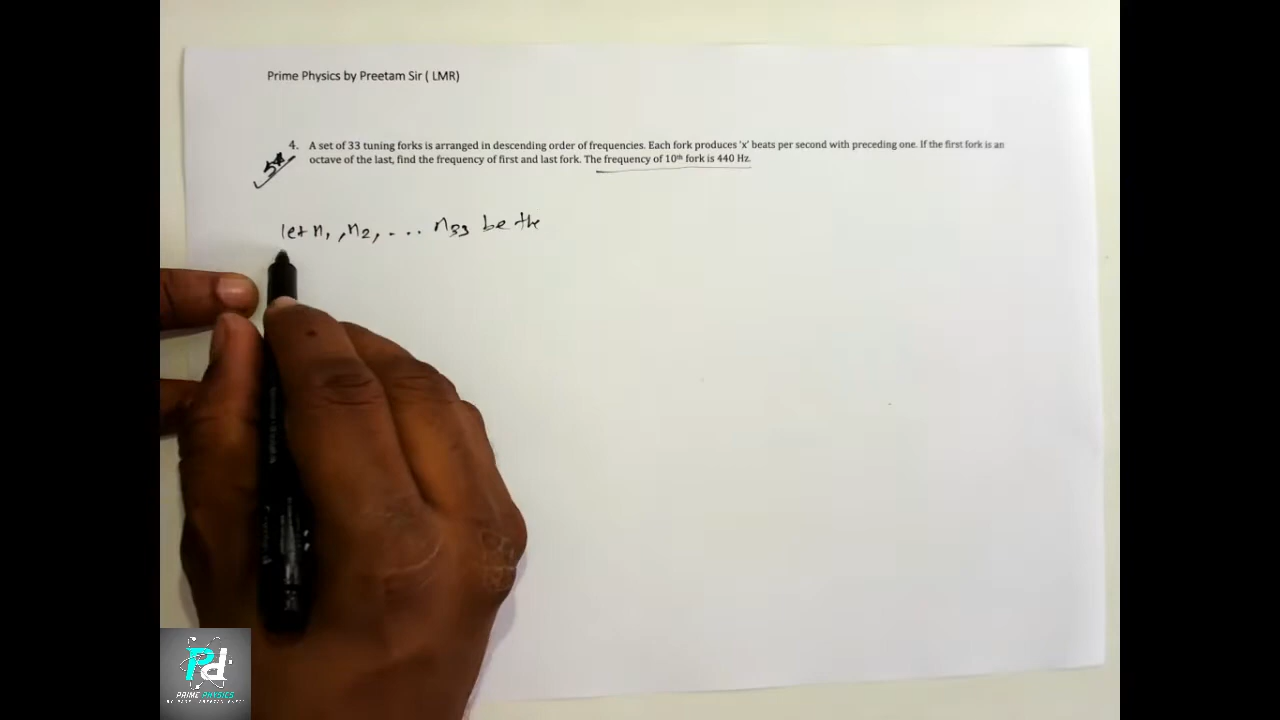 Prime Physics by Preetam Sir ( LMR)
4. A set of 33 tuning forks is arranged in descending order of frequencies. Each fork produces 'x' beats per second with preceding one. If the first fork is an
octave of the last, find the frequency of first and last fork. The frequency of 10th fork is 440 Hz.
let n1, n2, ... n33 be the
Pd
PRIME PHYSICS